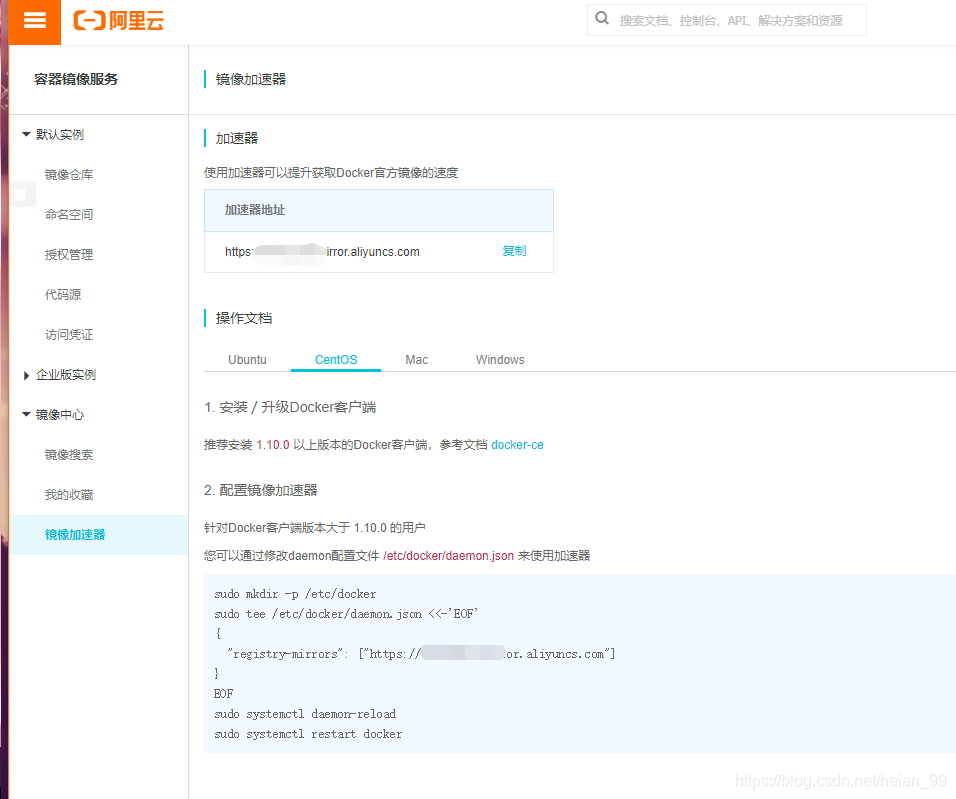 阿里云
搜索文档、控制台、API、解决方案和资源
容器镜像服务
默认实例
镜像仓库
命名空间
授权管理
代码源
访问凭证
企业版实例
镜像中心
镜像搜索
我的收藏
镜像加速器
镜像加速器
加速器
使用加速器可以提升获取Docker官方镜像的速度
加速器地址
https: irror.aliyuncs.com 复制
操作文档
Ubuntu CentOS Mac Windows
1. 安装 / 升级Docker客户端
推荐安装 1.10.0 以上版本的Docker客户端，参考文档 docker-ce
2. 配置镜像加速器
针对Docker客户端版本大于 1.10.0 的用户
您可以通过修改daemon配置文件 /etc/docker/daemon.json 来使用加速器
sudo mkdir -p /etc/docker
sudo tee /etc/docker/daemon.json <<-'EOF'
{
"registry-mirrors": ["https:// or.aliyuncs.com"]
}
EOF
sudo systemctl daemon-reload
sudo systemctl restart docker
https://blog.csdn.net/heian_99